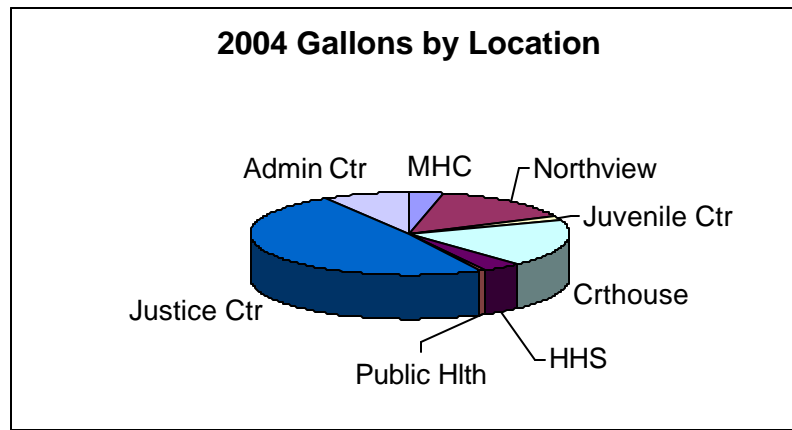 2004 Gallons by Location
Admin Ctr
MHC
Northview
Juvenile Ctr
Crthouse
Justice Ctr
HHS
Public Hlth